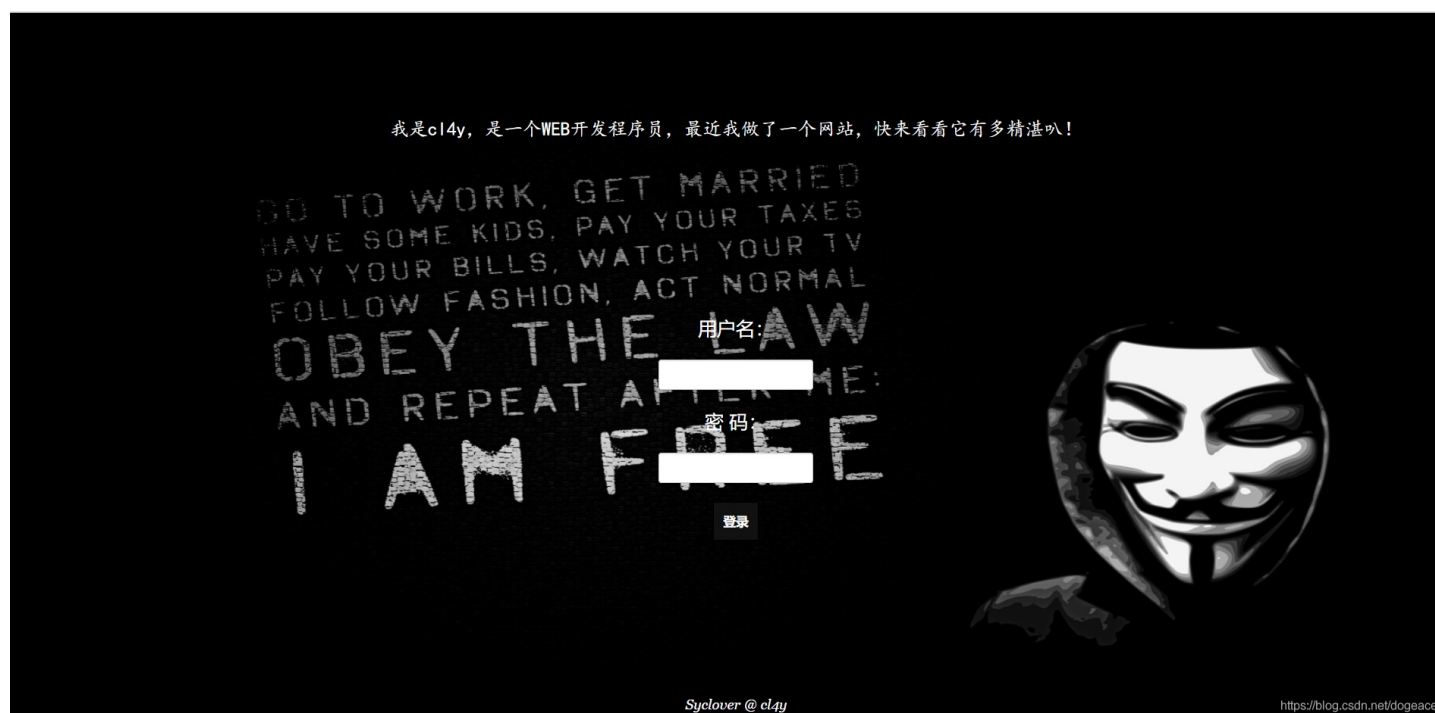 我是cl4y，是一个WEB开发程序员，最近我做了一个网站，快来看看它有多精湛叭！
GO TO WORK, GET MARRIED
HAVE SOME KIDS, PAY YOUR TAXES
PAY YOUR BILLS, WATCH YOUR TV
FOLLOW FASHION, ACT NORMAL
OBEY THE LAW
AND REPEAT AFTER ME:
I AM FREE
用户名：
密 码：
登录
Syclover @ cl4y
https://blog.csdn.net/dogeace